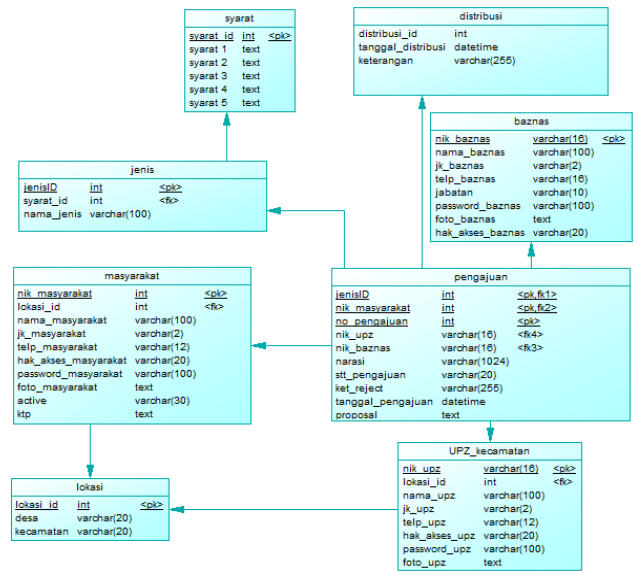 syarat
syarat_id int <pk>
syarat 1 text
syarat 2 text
syarat 3 text
syarat 4 text
syarat 5 text
distribusi
distribusi_id int
tanggal_distribusi datetime
keterangan varchar(255)
baznas
nik_baznas varchar(16) <pk>
nama_baznas varchar(100)
jk_baznas varchar(2)
telp_baznas varchar(16)
jabatan varchar(10)
password_baznas varchar(100)
foto_baznas text
hak_akses_baznas varchar(20)
jenis
jenisID int <pk>
syarat_id int <fk>
nama_jenis varchar(100)
masyarakat
nik_masyarakat int <pk>
lokasi_id int <fk>
nama_masyarakat varchar(100)
jk_masyarakat varchar(2)
telp_masyarakat varchar(12)
hak_akses_masyarakat varchar(20)
password_masyarakat varchar(100)
foto_masyarakat text
active varchar(30)
ktp text
pengajuan
jenisID int <pk,fk1>
nik_masyarakat int <pk,fk2>
no_pengajuan int <pk>
nik_upz varchar(16) <fk4>
nik_baznas varchar(16) <fk3>
narasi varchar(1024)
stt_pengajuan varchar(20)
ket_reject varchar(255)
tanggal_pengajuan datetime
proposal text
UPZ_kecamatan
nik_upz varchar(16) <pk>
lokasi_id int <fk>
nama_upz varchar(100)
jk_upz varchar(2)
telp_upz varchar(12)
hak_akses_upz varchar(20)
password_upz varchar(100)
foto_upz text
lokasi
lokasi_id int <pk>
desa varchar(20)
kecamatan varchar(20)